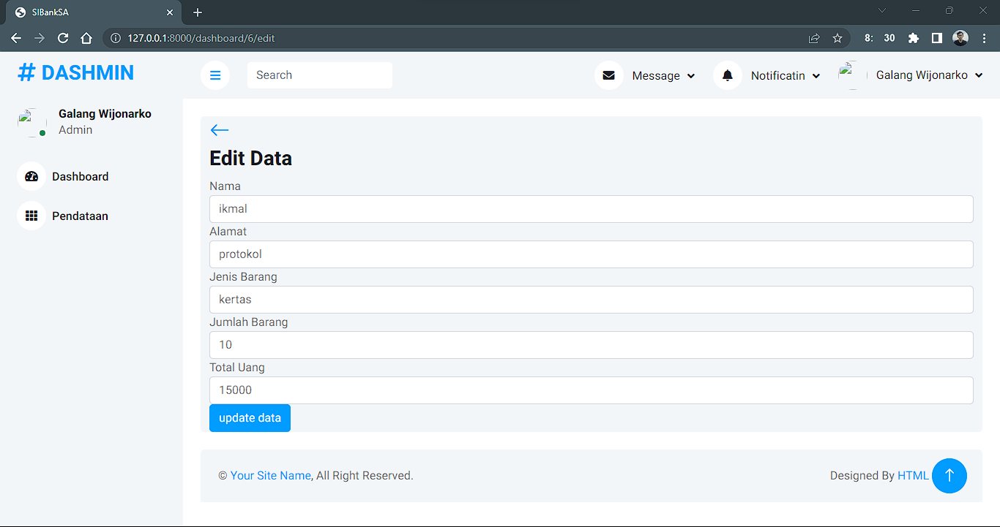 SIBankSA
127.0.0.1:8000/dashboard/6/edit
8: 30
# DASHMIN
Search
Message
Notificatin
Galang Wijonarko
Galang Wijonarko
Admin
Dashboard
Pendataan
Edit Data
Nama
ikmal
Alamat
protokol
Jenis Barang
kertas
Jumlah Barang
10
Total Uang
15000
update data
© Your Site Name, All Right Reserved.
Designed By HTML